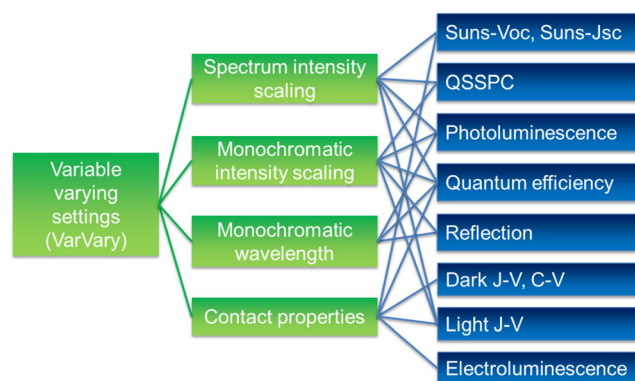 Variable
varying
settings
(VarVary)
Spectrum intensity
scaling
Monochromatic
intensity scaling
Monochromatic
wavelength
Contact properties
Suns-Voc, Suns-Jsc
QSSPC
Photoluminescence
Quantum efficiency
Reflection
Dark J-V, C-V
Light J-V
Electroluminescence